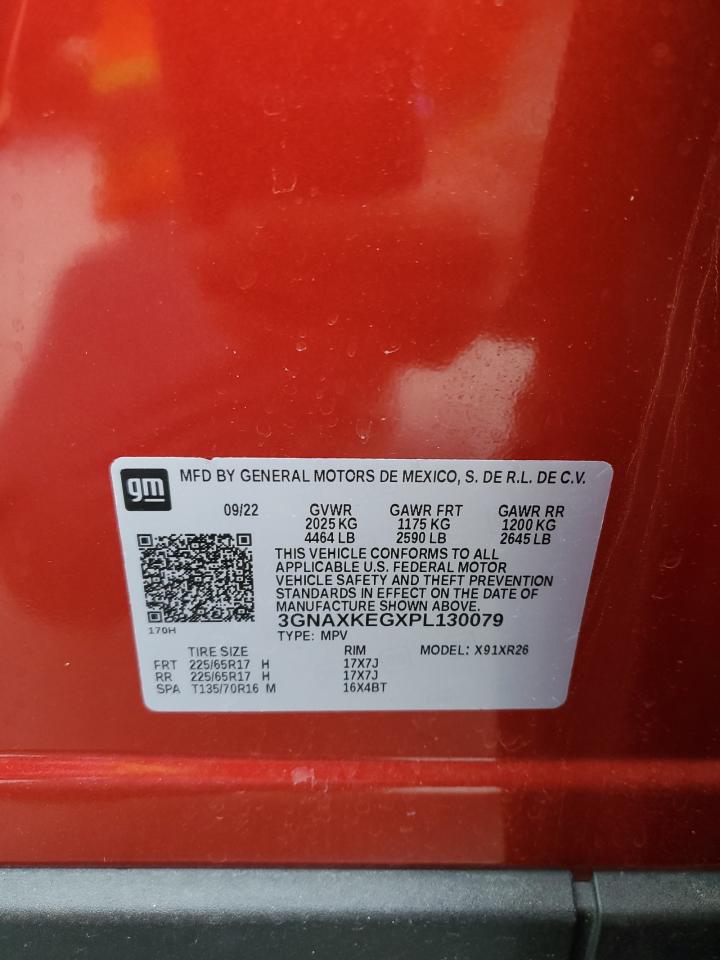 gm
MFD BY GENERAL MOTORS DE MEXICO, S. DE R.L. DE C.V.
09/22 GVWR GAWR FRT GAWR RR
2025 KG 1175 KG 1200 KG
4464 LB 2590 LB 2645 LB
THIS VEHICLE CONFORMS TO ALL
APPLICABLE U.S. FEDERAL MOTOR
VEHICLE SAFETY AND THEFT PREVENTION
STANDARDS IN EFFECT ON THE DATE OF
MANUFACTURE SHOWN ABOVE.
3GNAXKEGXPL130079
170H
TYPE: MPV
TIRE SIZE RIM MODEL: X91XR26
FRT 225/65R17 H 17X7J
RR 225/65R17 H 17X7J
SPA T135/70R16 M 16X4BT